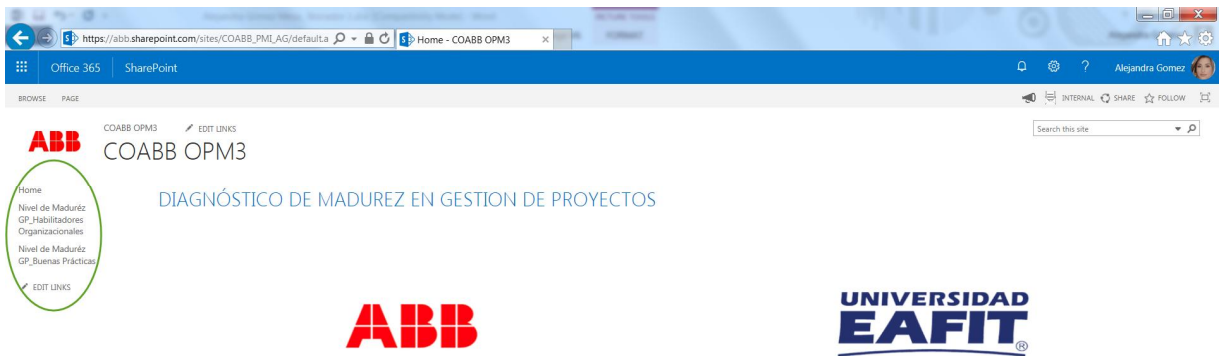 https://abb.sharepoint.com/sites/COABB_PMI_AG/default.a
Home - COABB OPM3
Office 365 SharePoint
Alejandra Gomez
BROWSE PAGE
INTERNAL SHARE FOLLOW
ABB
COABB OPM3 EDIT LINKS
COABB OPM3
Search this site
Home
Nivel de Maduréz
GP_Habilitadores
Organizacionales
Nivel de Maduréz
GP_Buenas Prácticas
EDIT LINKS
DIAGNÓSTICO DE MADUREZ EN GESTION DE PROYECTOS
ABB
UNIVERSIDAD
EAFIT
®